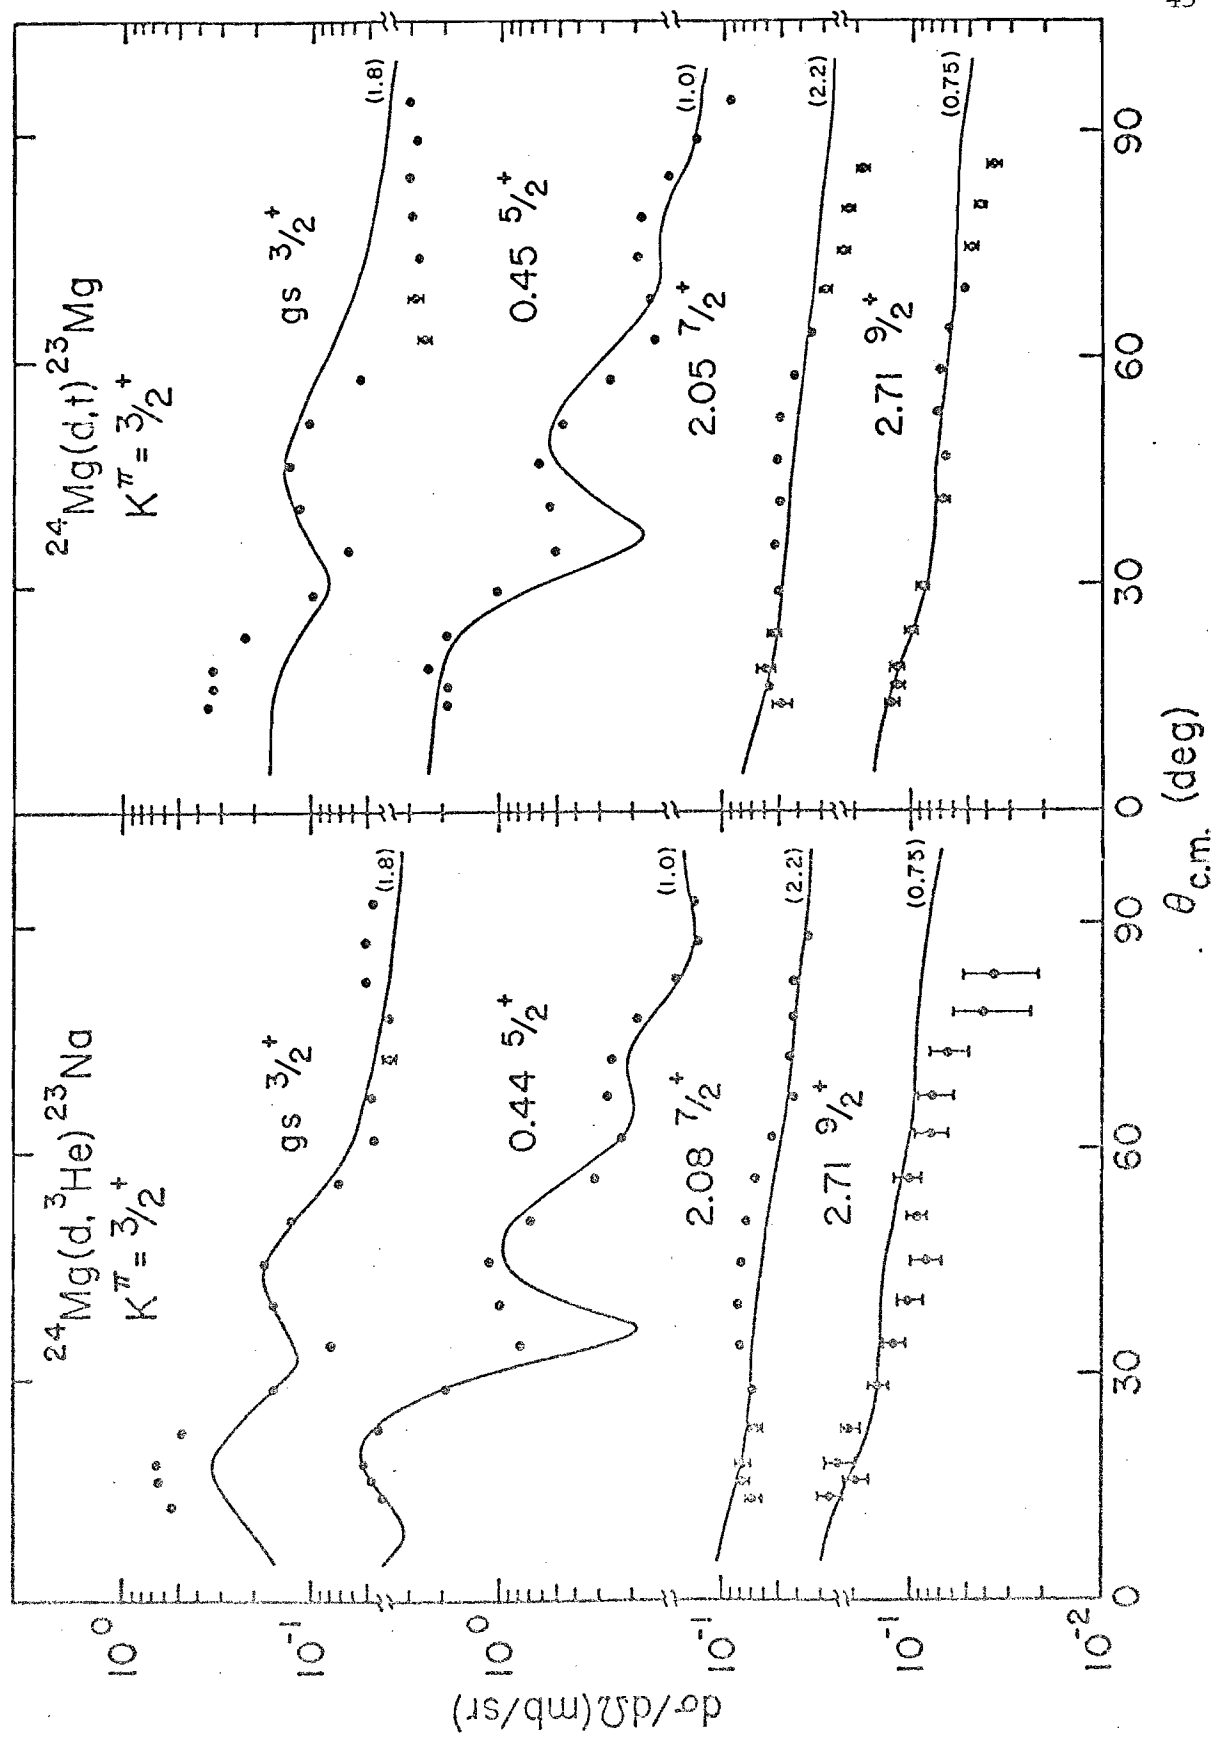 45
²⁴Mg(d,³He)²³Na
K^π = 3/2⁺
gs 3/2⁺
(1.8)
0.44 5/2⁺
(1.0)
2.08 7/2⁺
(2.2)
2.71 9/2⁺
(0.75)
²⁴Mg(d,t)²³Mg
K^π = 3/2⁺
gs 3/2⁺
(1.8)
0.45 5/2⁺
(1.0)
2.05 7/2⁺
(2.2)
2.71 9/2⁺
(0.75)
dσ/dΩ(mb/sr)
10⁰
10⁻¹
10⁰
10⁻¹
10⁻¹
10⁻²
0 30 60 90 0 30 60 90
θc.m. (deg)